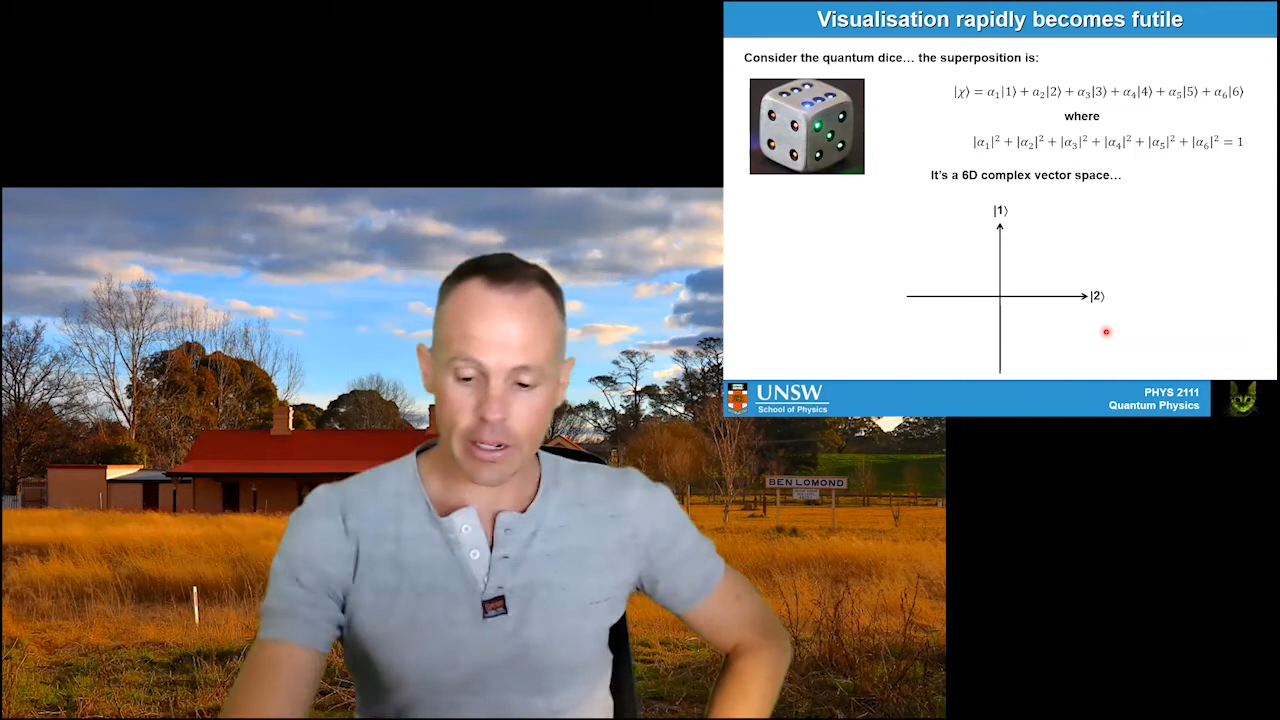 Visualisation rapidly becomes futile
Consider the quantum dice... the superposition is:
|χ⟩ = α₁|1⟩ + a₂|2⟩ + α₃|3⟩ + α₄|4⟩ + α₅|5⟩ + α₆|6⟩
where
|α₁|² + |α₂|² + |α₃|² + |α₄|² + |α₅|² + |α₆|² = 1
It's a 6D complex vector space...
|1⟩
|2⟩
UNSW
School of Physics
PHYS 2111
Quantum Physics
BEN LOMOND